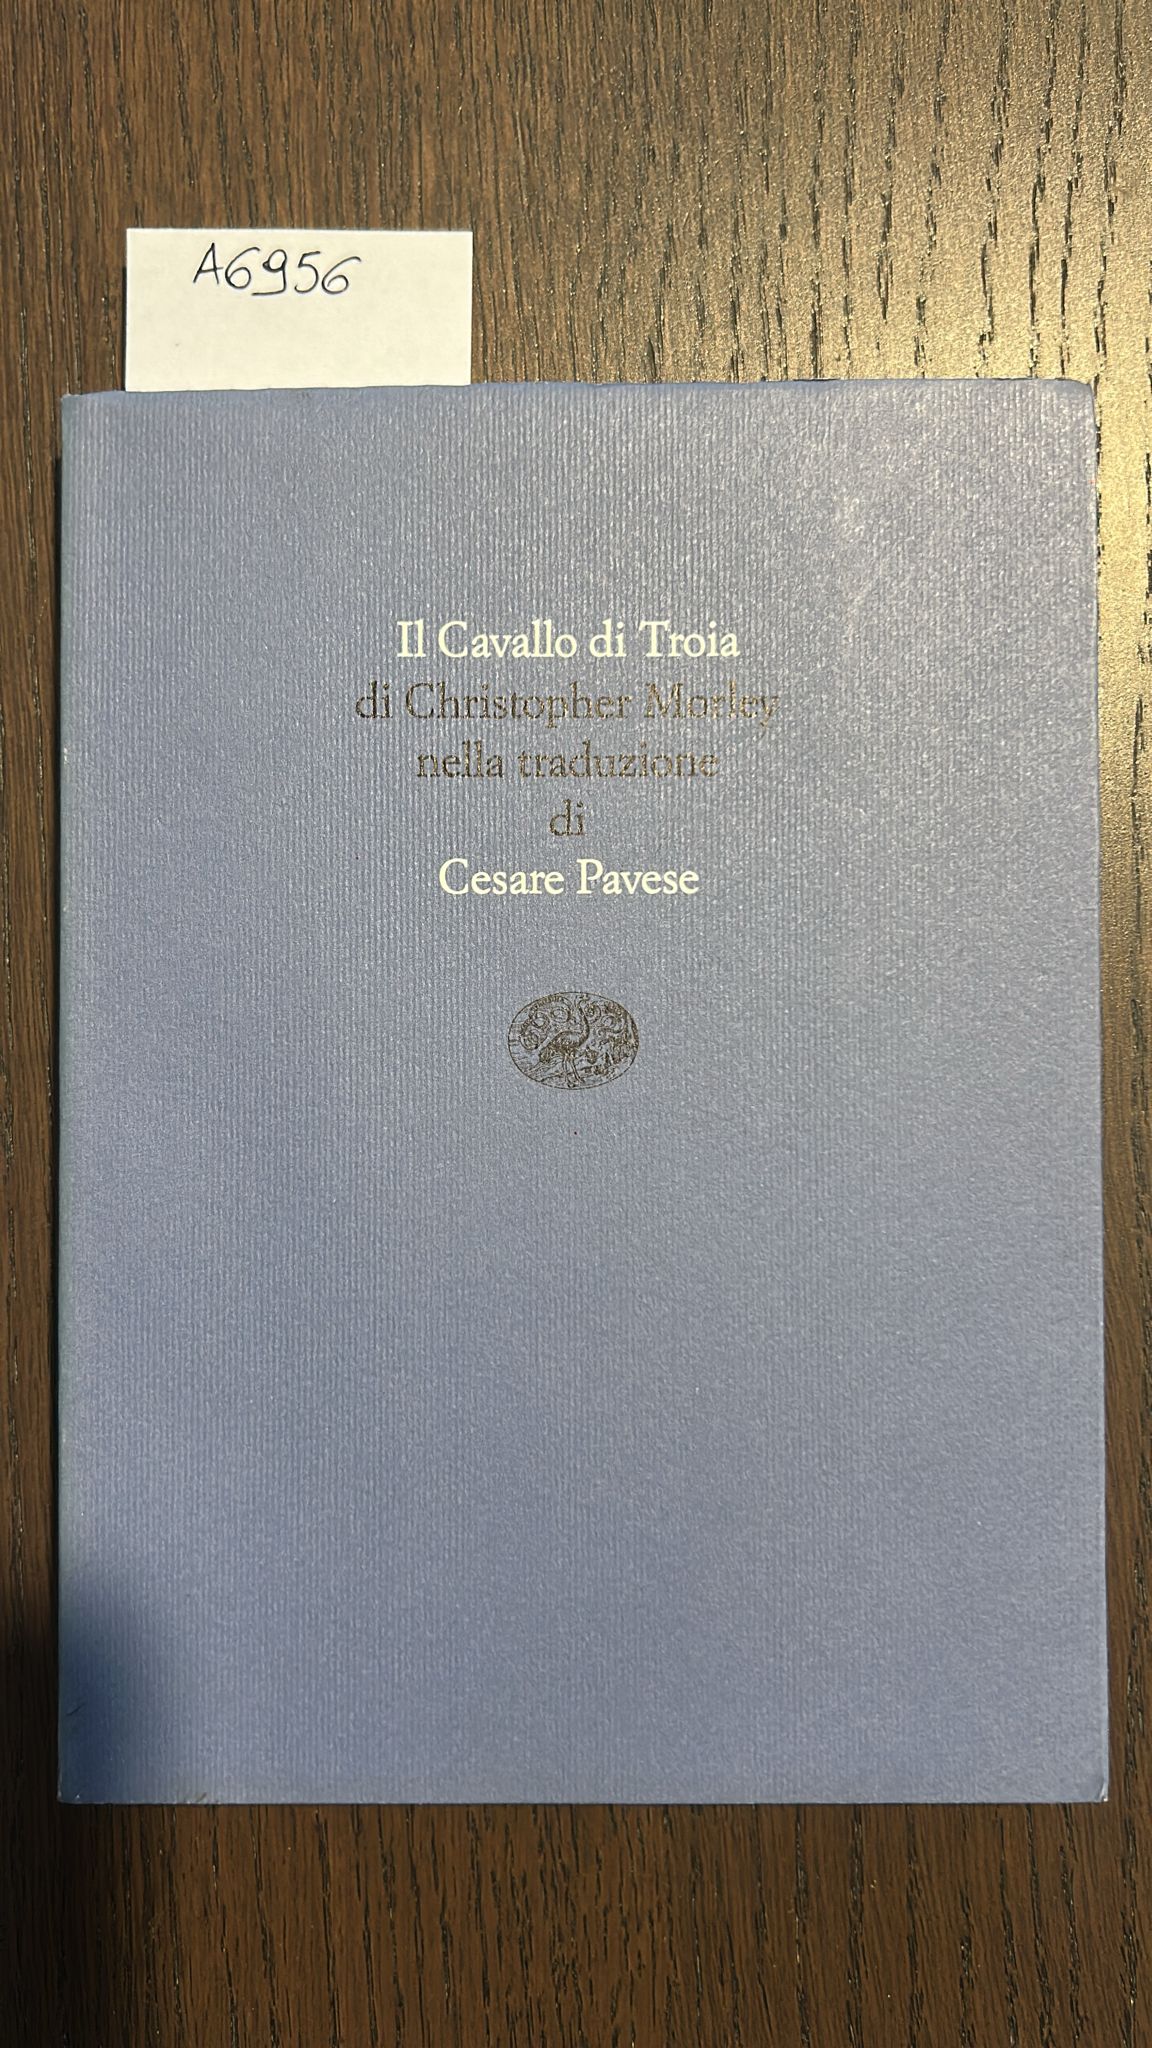 A6956
Il Cavallo di Troia
di Christopher Morley
nella traduzione
di
Cesare Pavese